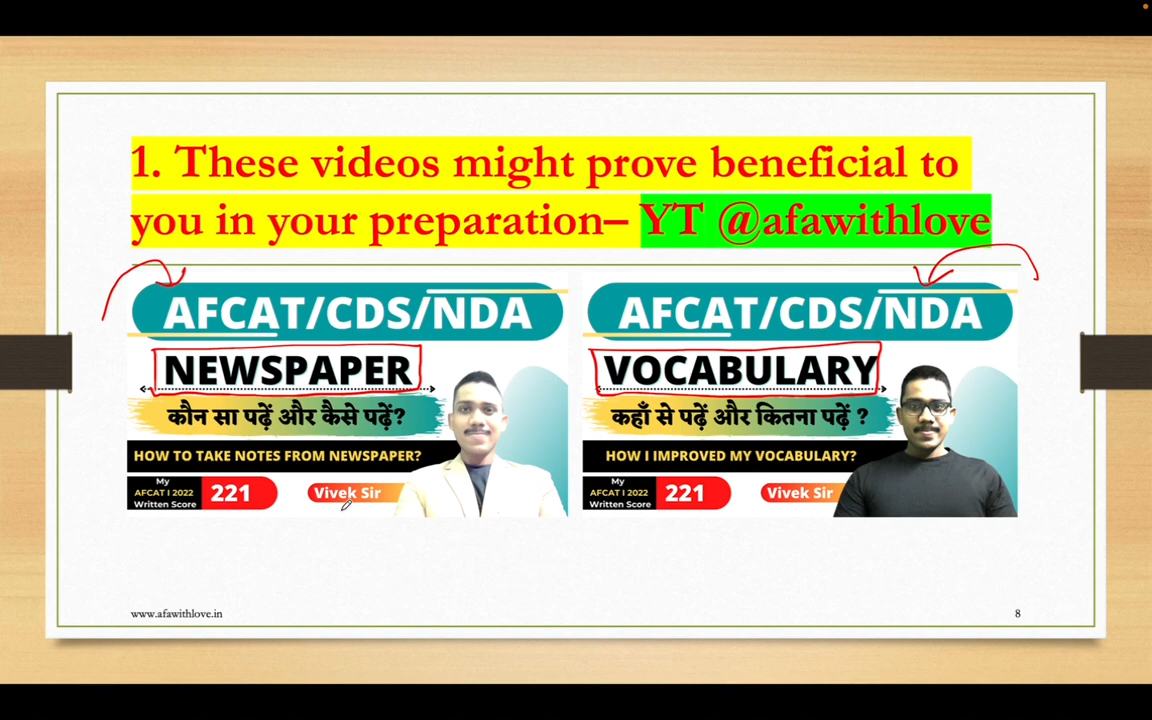 1. These videos might prove beneficial to
you in your preparation– YT @afawithlove
AFCAT/CDS/NDA
NEWSPAPER
कौन सा पढ़ें और कैसे पढ़ें?
HOW TO TAKE NOTES FROM NEWSPAPER?
My
AFCAT I 2022
Written Score
221
Vivek Sir
AFCAT/CDS/NDA
VOCABULARY
कहाँ से पढ़ें और कितना पढ़ें ?
HOW I IMPROVED MY VOCABULARY?
My
AFCAT I 2022
Written Score
221
Vivek Sir
www.afawithlove.in
8